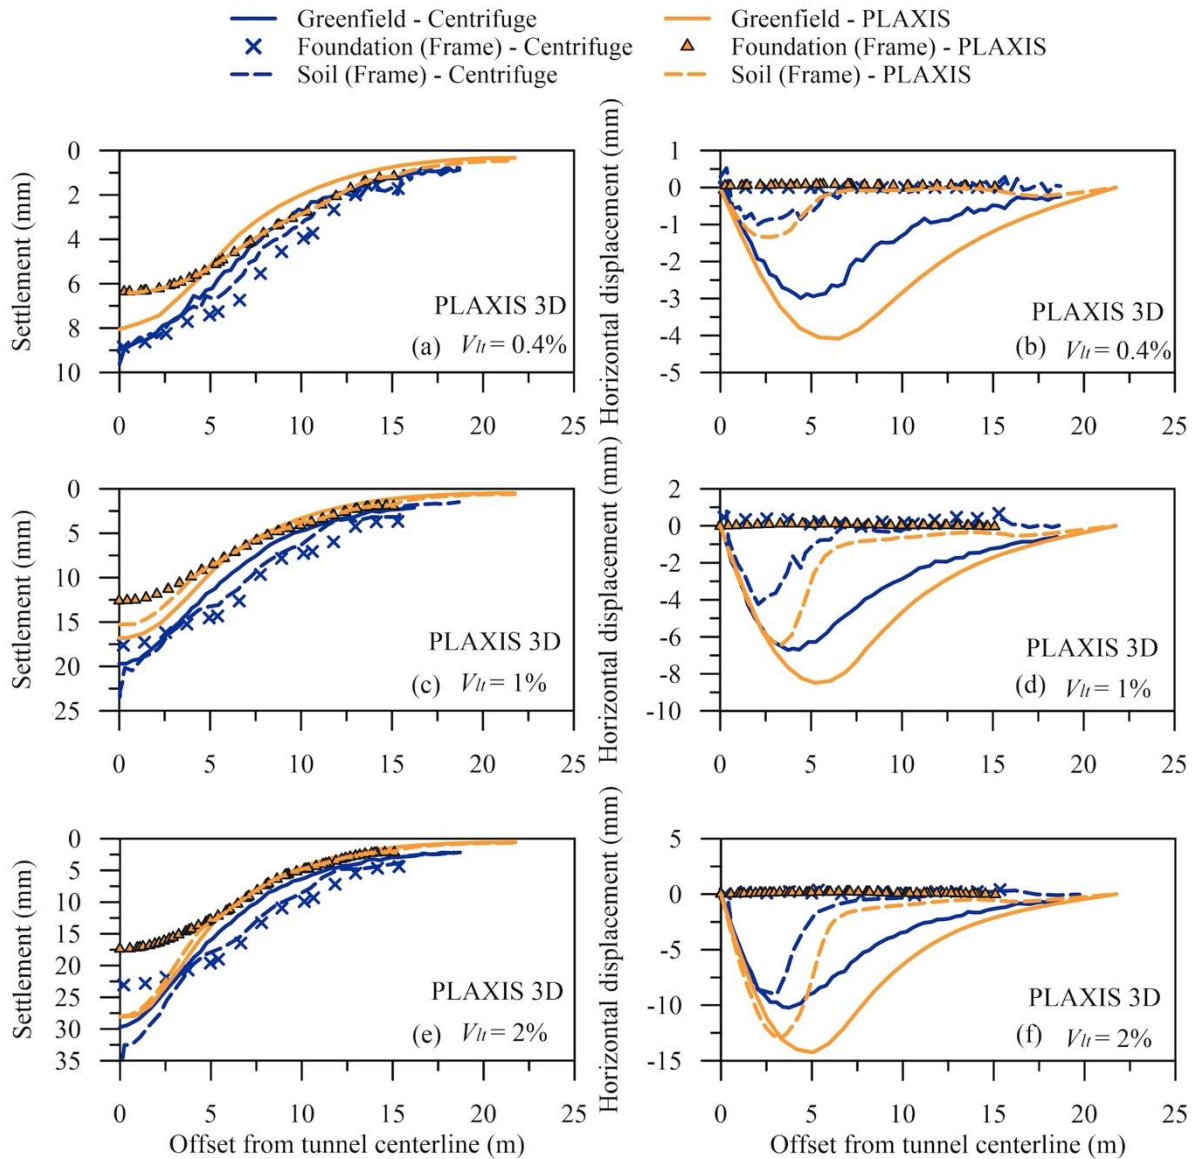 Greenfield - Centrifuge
Foundation (Frame) - Centrifuge
Soil (Frame) - Centrifuge
Greenfield - PLAXIS
Foundation (Frame) - PLAXIS
Soil (Frame) - PLAXIS
Settlement (mm)
0
2
4
6
8
10
PLAXIS 3D
(a) Vlt = 0.4%
0 5 10 15 20 25
Horizontal displacement (mm)
1
0
-1
-2
-3
-4
-5
PLAXIS 3D
(b) Vlt = 0.4%
0 5 10 15 20 25
Settlement (mm)
0
5
10
15
20
25
PLAXIS 3D
(c) Vlt = 1%
0 5 10 15 20 25
Horizontal displacement (mm)
2
0
-2
-4
-6
-8
-10
PLAXIS 3D
(d) Vlt = 1%
0 5 10 15 20 25
Settlement (mm)
0
5
10
15
20
25
30
35
PLAXIS 3D
(e) Vlt = 2%
0 5 10 15 20 25
Horizontal displacement (mm)
5
0
-5
-10
-15
PLAXIS 3D
(f) Vlt = 2%
0 5 10 15 20 25
Offset from tunnel centerline (m)
Offset from tunnel centerline (m)